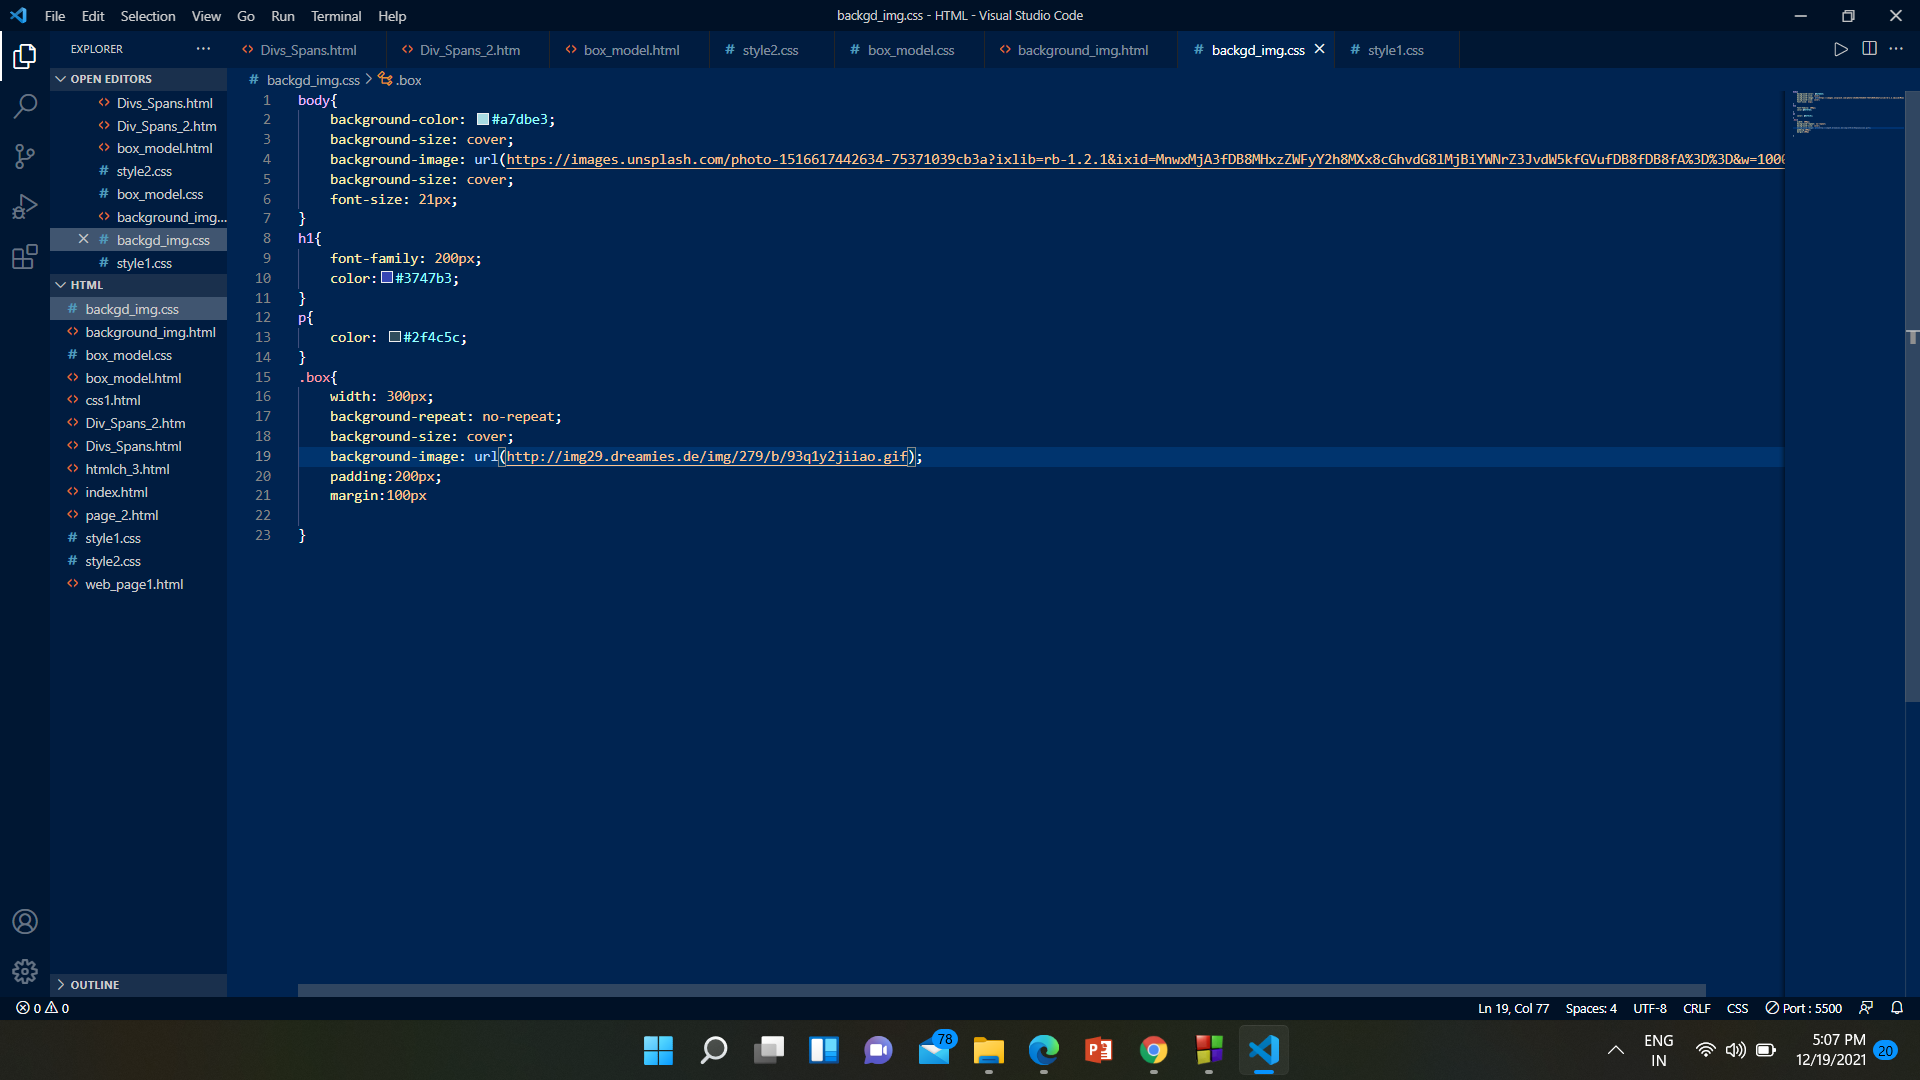 File Edit Selection View Go Run Terminal Help
backgd_img.css - HTML - Visual Studio Code
EXPLORER
Divs_Spans.html
Div_Spans_2.htm
box_model.html
style2.css
box_model.css
background_img.html
backgd_img.css
style1.css
OPEN EDITORS
Divs_Spans.html
Div_Spans_2.htm
box_model.html
style2.css
box_model.css
background_img...
backgd_img.css
style1.css
HTML
backgd_img.css
background_img.html
box_model.css
box_model.html
css1.html
Div_Spans_2.htm
Divs_Spans.html
htmlch_3.html
index.html
page_2.html
style1.css
style2.css
web_page1.html
OUTLINE
backgd_img.css > .box
1 body{
2 background-color: #a7dbe3;
3 background-size: cover;
4 background-image: url(https://images.unsplash.com/photo-1516617442634-75371039cb3a?ixlib=rb-1.2.1&ixid=MnwxMjA3fDB8MHxzZWFyY2h8MXx8cGhvdG8lMjBiYWNrZ3JvdW5kfGVufDB8fDB8fA%3D%3D&w=1000
5 background-size: cover;
6 font-size: 21px;
7 }
8 h1{
9 font-family: 200px;
10 color: #3747b3;
11 }
12 p{
13 color: #2f4c5c;
14 }
15 .box{
16 width: 300px;
17 background-repeat: no-repeat;
18 background-size: cover;
19 background-image: url(http://img29.dreamies.de/img/279/b/93q1y2jiiao.gif);
20 padding:200px;
21 margin:100px
22
23 }
0 0
Ln 19, Col 77 Spaces: 4 UTF-8 CRLF CSS Port : 5500
78
ENG
IN
5:07 PM
12/19/2021
20